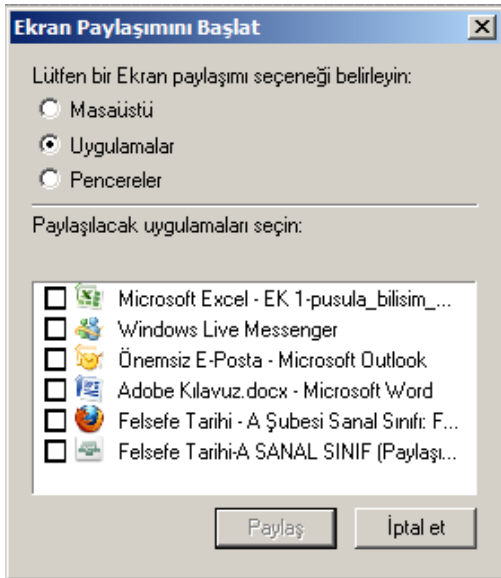 Ekran Paylaşımını Başlat
Lütfen bir Ekran paylaşımı seçeneği belirleyin:
Masaüstü
Uygulamalar
Pencereler
Paylaşılacak uygulamaları seçin:
Microsoft Excel - EK 1-pusula_bilisim_...
Windows Live Messenger
Önemsiz E-Posta - Microsoft Outlook
Adobe Kılavuz.docx - Microsoft Word
Felsefe Tarihi - A Şubesi Sanal Sınıfı: F...
Felsefe Tarihi-A SANAL SINIF (Paylaşı...
Paylaş İptal et